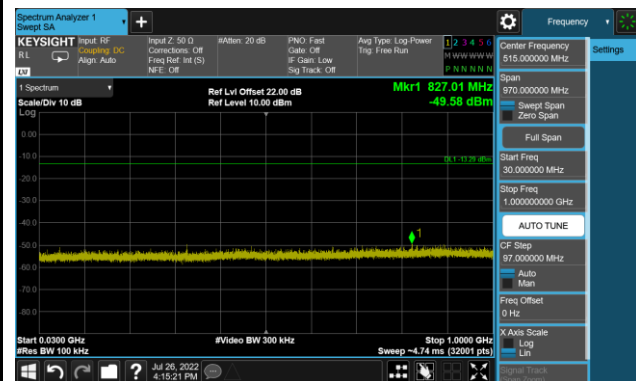 Spectrum Analyzer 1
Swept SA
Frequency
KEYSIGHT
RL
LXI
Input: RF
Coupling: DC
Align: Auto
Input Z: 50 Ω
Corrections: Off
Freq Ref: Int (S)
NFE: Off
#Atten: 20 dB
PNO: Fast
Gate: Off
IF Gain: Low
Sig Track: Off
Avg Type: Log-Power
Trig: Free Run
1 2 3 4 5 6
M W W W W W
P N N N N N
Center Frequency
515.000000 MHz
Settings
Span
970.000000 MHz
Swept Span
Zero Span
Full Span
Start Freq
30.000000 MHz
Stop Freq
1.000000000 GHz
AUTO TUNE
CF Step
97.000000 MHz
Auto
Man
Freq Offset
0 Hz
X Axis Scale
Log
Lin
Signal Track
(Span Zoom)
1 Spectrum
Scale/Div 10 dB
Log
Ref Lvl Offset 22.00 dB
Ref Level 10.00 dBm
Mkr1 827.01 MHz
-49.58 dBm
0.00
DL1 -13.29 dBm
-10.0
-20.0
-30.0
-40.0
1
-50.0
-60.0
-70.0
-80.0
Start 0.0300 GHz
#Res BW 100 kHz
#Video BW 300 kHz
Stop 1.0000 GHz
Sweep ~4.74 ms (32001 pts)
Jul 26, 2022
4:15:21 PM